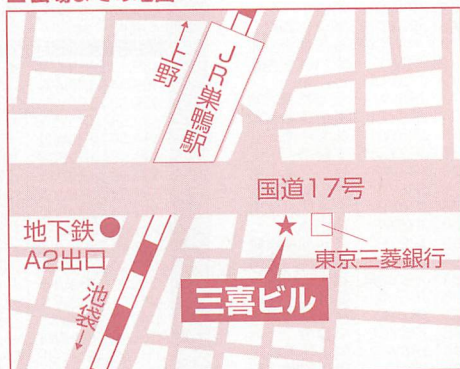 ←上野
JR巣鴨駅
国道17号
地下鉄
A2出口
東京三菱銀行
三喜ビル
池袋→